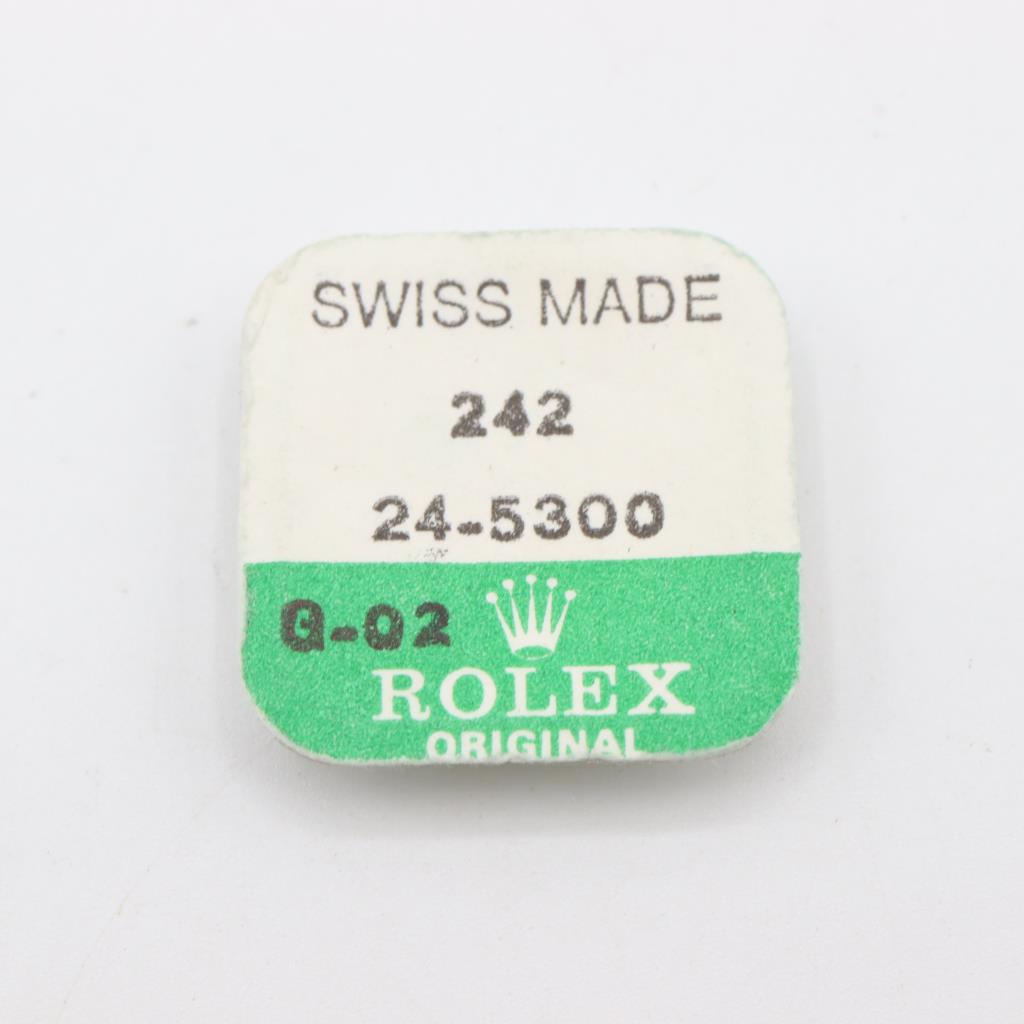 SWISS MADE
242
24-5300
G-02
ROLEX
ORIGINAL